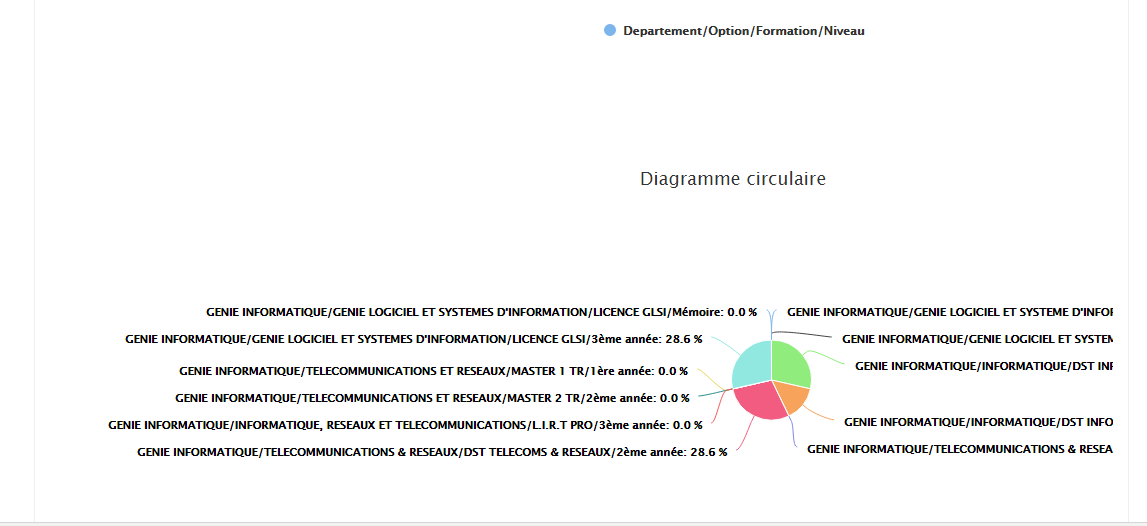 Departement/Option/Formation/Niveau
Diagramme circulaire
GENIE INFORMATIQUE/GENIE LOGICIEL ET SYSTEMES D'INFORMATION/LICENCE GLSI/Mémoire: 0.0 %
GENIE INFORMATIQUE/GENIE LOGICIEL ET SYSTEME D'INFOR
GENIE INFORMATIQUE/GENIE LOGICIEL ET SYSTEMES D'INFORMATION/LICENCE GLSI/3ème année: 28.6 %
GENIE INFORMATIQUE/GENIE LOGICIEL ET SYSTEM
GENIE INFORMATIQUE/INFORMATIQUE/DST INF
GENIE INFORMATIQUE/TELECOMMUNICATIONS ET RESEAUX/MASTER 1 TR/1ère année: 0.0 %
GENIE INFORMATIQUE/TELECOMMUNICATIONS ET RESEAUX/MASTER 2 TR/2ème année: 0.0 %
GENIE INFORMATIQUE/INFORMATIQUE, RESEAUX ET TELECOMMUNICATIONS/L.I.R.T PRO/3ème année: 0.0 %
GENIE INFORMATIQUE/INFORMATIQUE/DST INFO
GENIE INFORMATIQUE/TELECOMMUNICATIONS & RESEAUX/DST TELECOMS & RESEAUX/2ème année: 28.6 %
GENIE INFORMATIQUE/TELECOMMUNICATIONS & RESEA